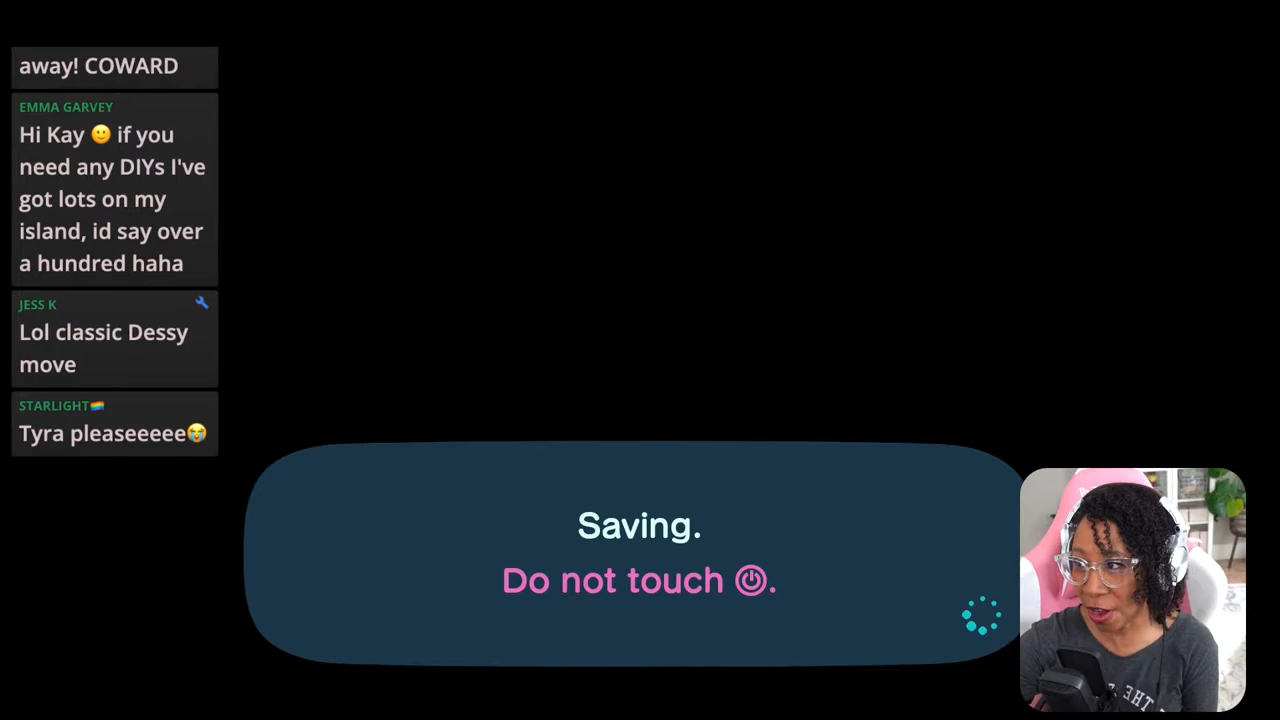 away! COWARD
EMMA GARVEY
Hi Kay 🙂 if you
need any DIYs I've
got lots on my
island, id say over
a hundred haha
JESS K
Lol classic Dessy
move
STARLIGHT🏳️‍🌈
Tyra pleaseeeee😭
Saving.
Do not touch ⏻.